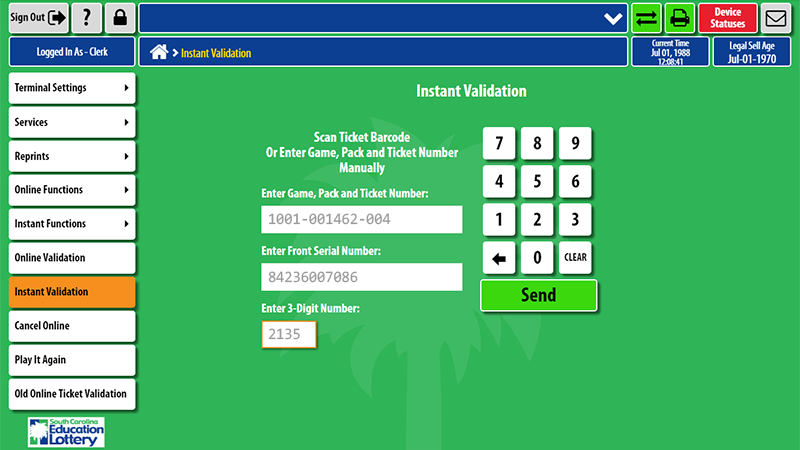 Sign Out
?
Device
Statuses
Logged In As - Clerk
> Instant Validation
Current Time
Jul 01, 1988
12:08:41
Legal Sell Age
Jul-01-1970
Terminal Settings
Services
Reprints
Online Functions
Instant Functions
Online Validation
Instant Validation
Cancel Online
Play It Again
Old Online Ticket Validation
South Carolina
Education
Lottery
Instant Validation
Scan Ticket Barcode
Or Enter Game, Pack and Ticket Number
Manually
Enter Game, Pack and Ticket Number:
1001-001462-004
Enter Front Serial Number:
84236007086
Enter 3-Digit Number:
2135
7 8 9
4 5 6
1 2 3
0 CLEAR
Send